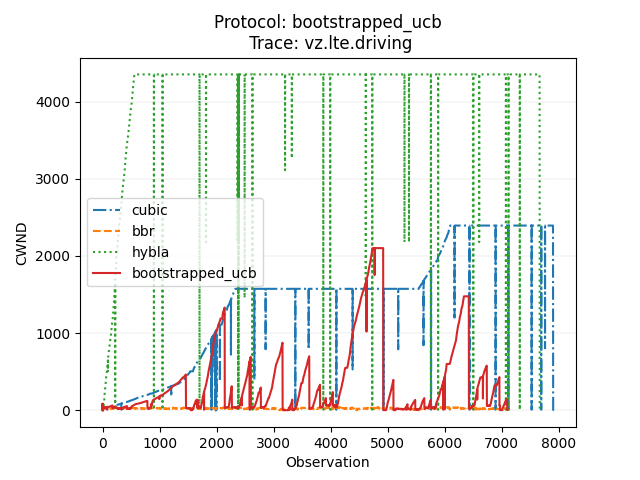 Protocol: bootstrapped_ucb
Trace: vz.lte.driving
CWND
4000
3000
2000
1000
0
cubic
bbr
hybla
bootstrapped_ucb
0 1000 2000 3000 4000 5000 6000 7000 8000
Observation